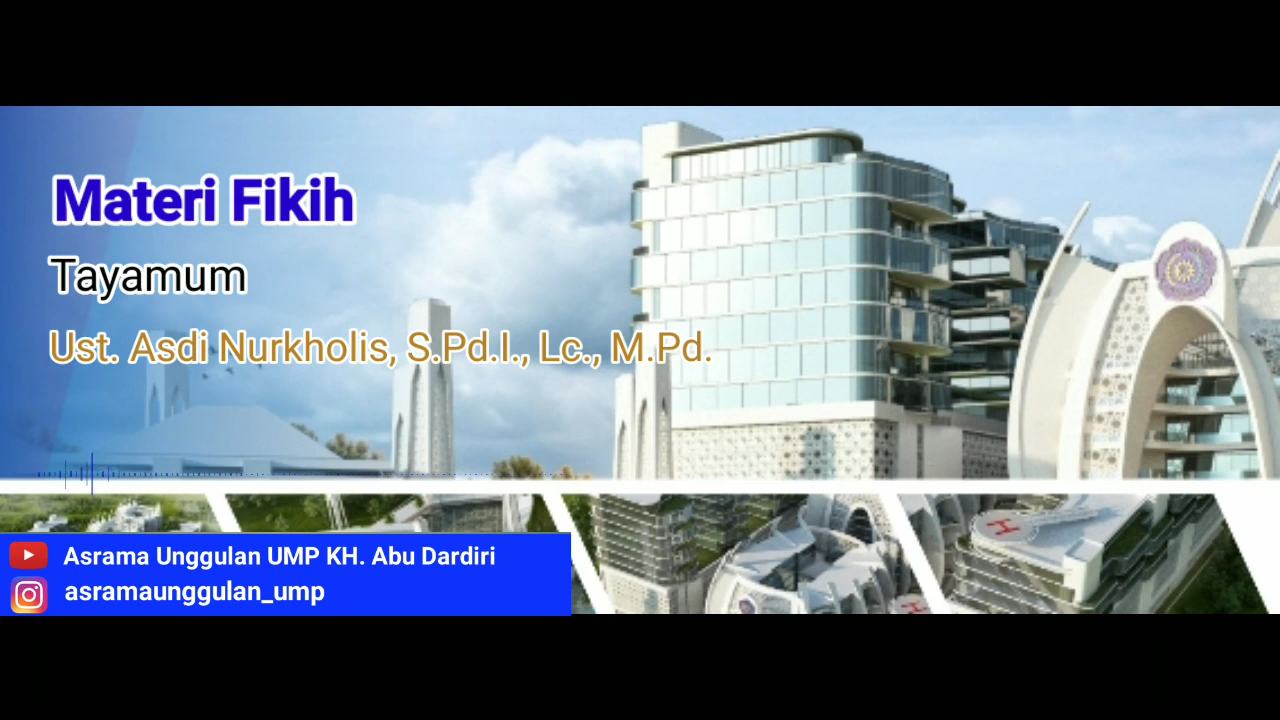 Materi Fikih
Tayamum
Ust. Asdi Nurkholis, S.Pd.I., Lc., M.Pd.
Asrama Unggulan UMP KH. Abu Dardiri
asramaunggulan_ump
H
H